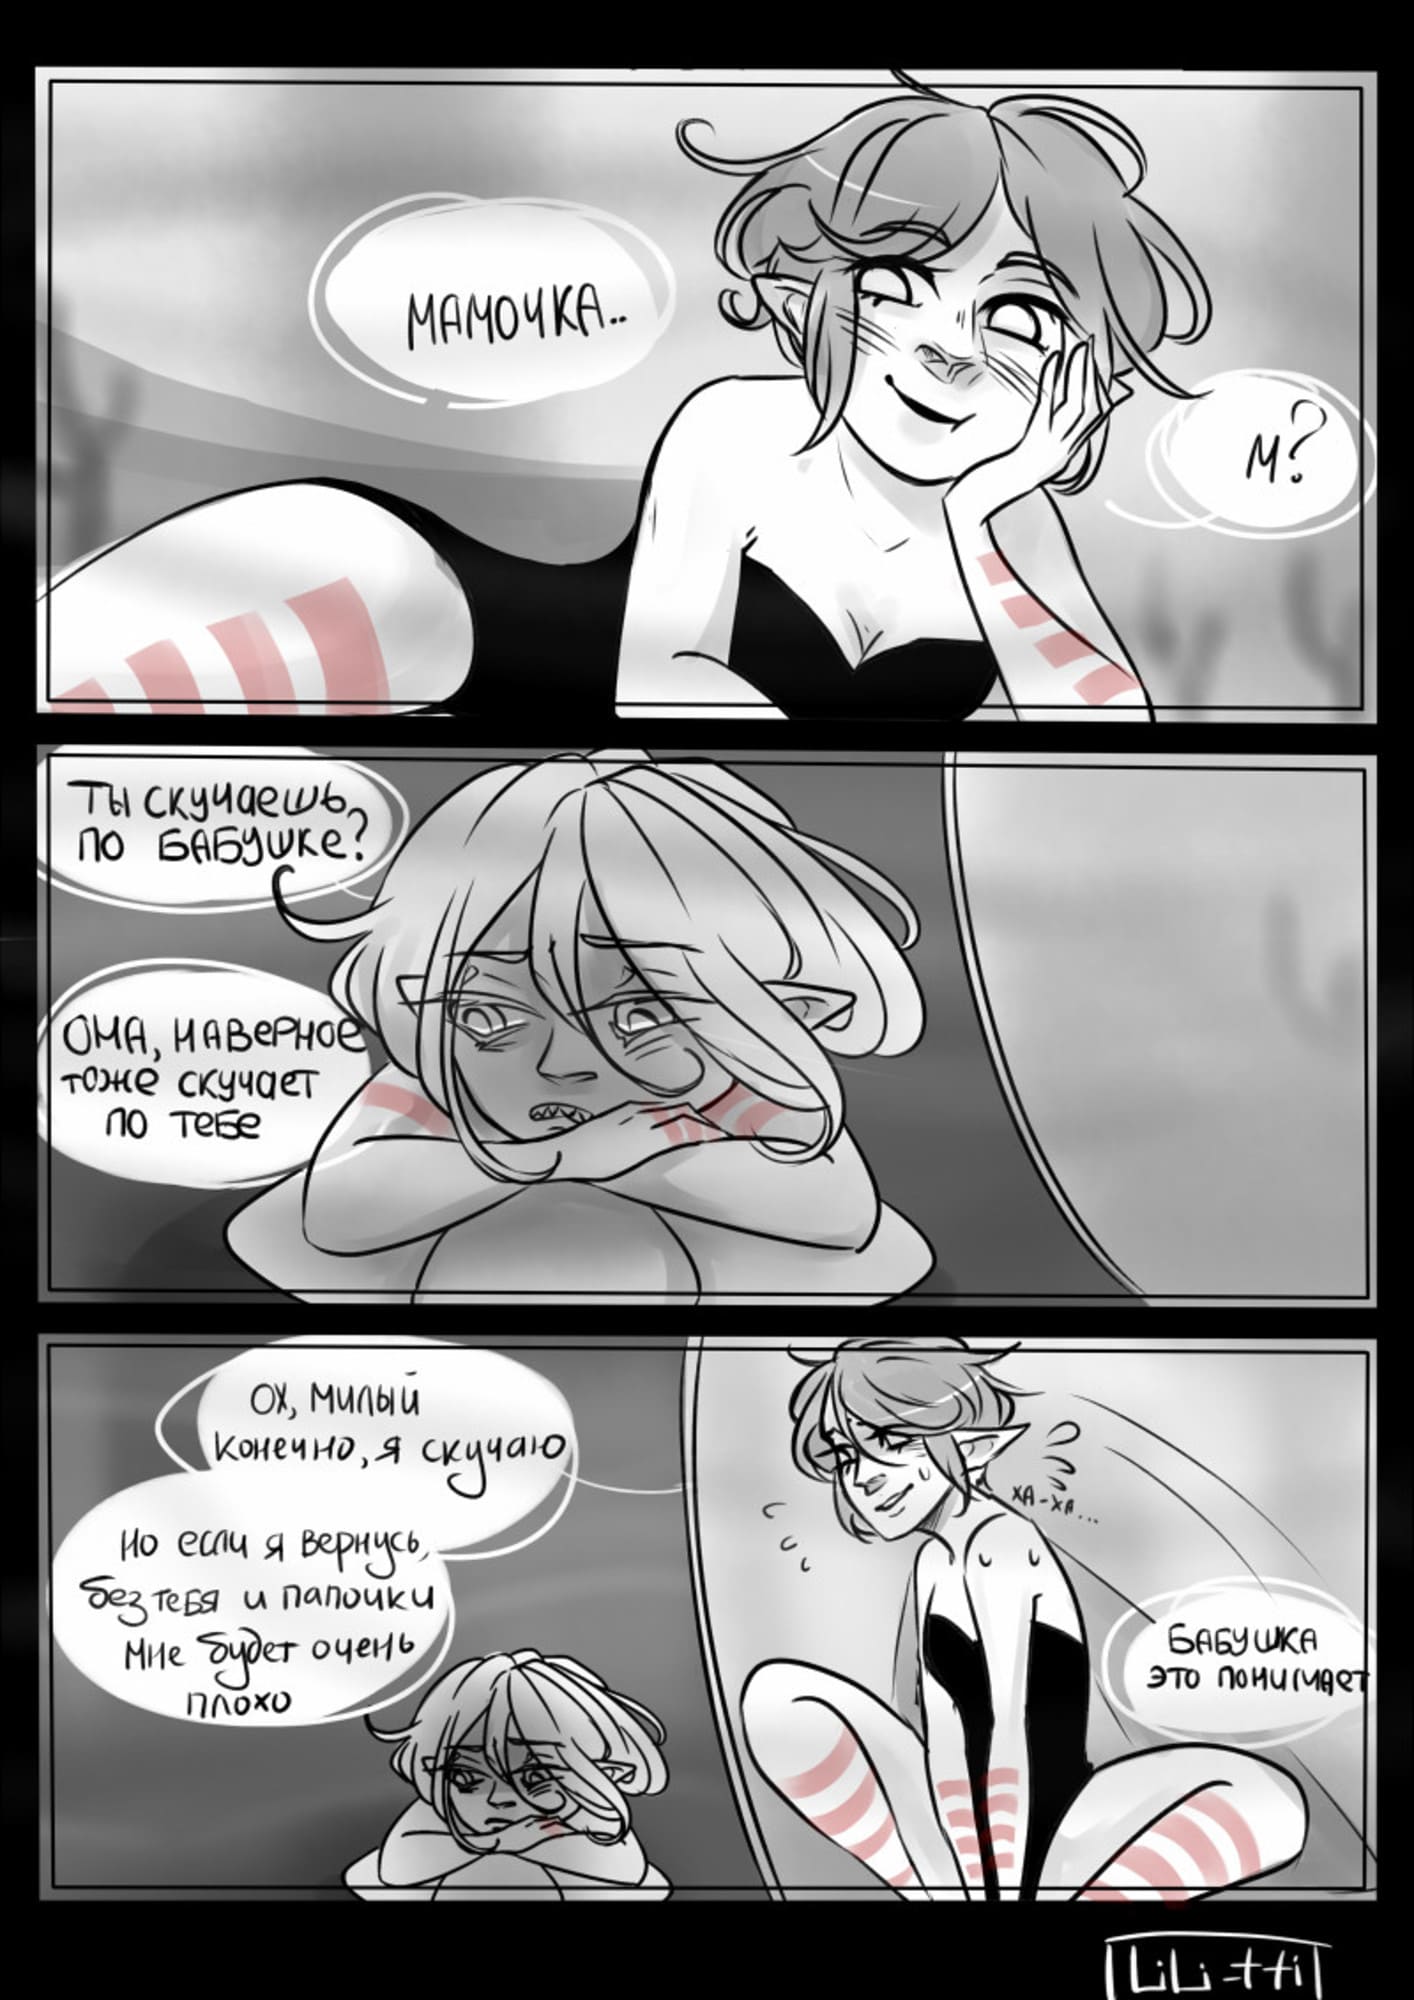 МАМОЧКА..
М?
ТЫ СКУЧАЕШЬ
ПО БАБУШКЕ?
ОМА, НАВЕРНОЕ
ТОЖЕ СКУЧАЕТ
ПО ТЕБЕ
ОХ, МИЛЫЙ
КОНЕЧНО, Я СКУЧАЮ
НО ЕСЛИ Я ВЕРНУСЬ,
БЕЗ ТЕБЯ И ПАПОЧКИ
МНЕ БУДЕТ ОЧЕНЬ
ПЛОХО
ХА-ХА...
БАБУШКА
ЭТО ПОНИМАЕТ
LiLi-tti